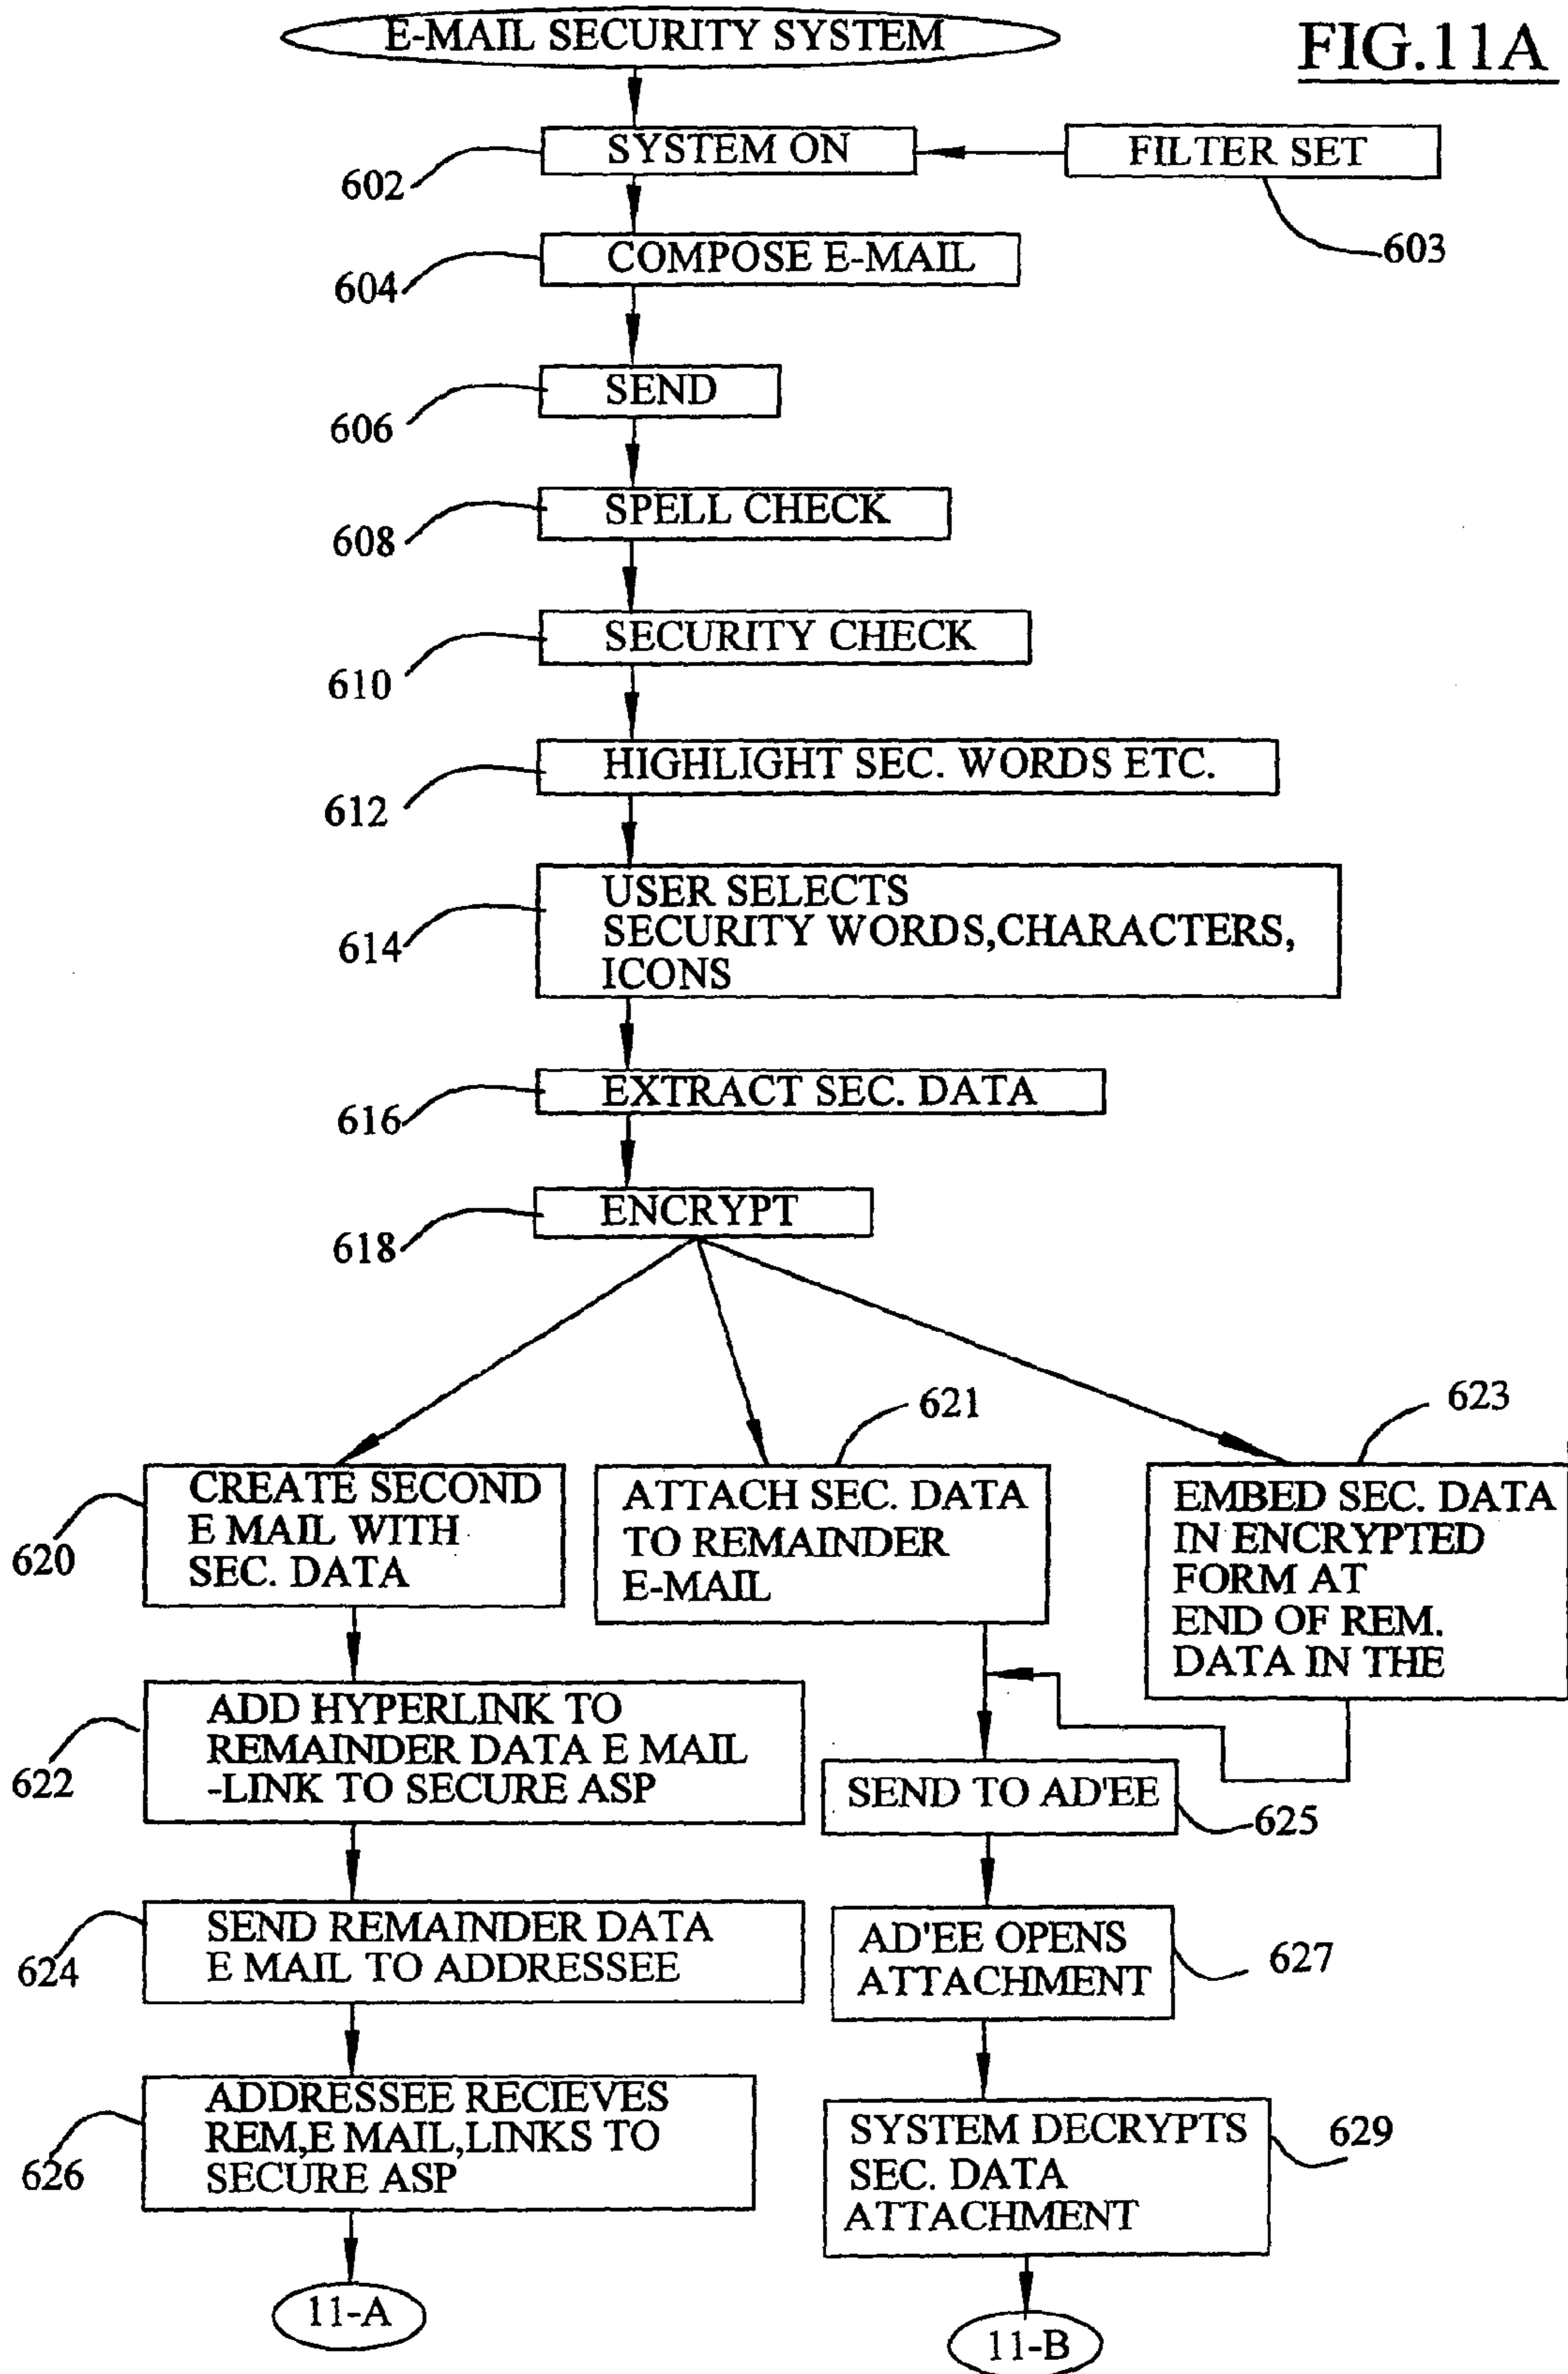 E-MAIL SECURITY SYSTEM
FIG.11A
SYSTEM ON
FILTER SET
602
603
COMPOSE E-MAIL
604
SEND
606
SPELL CHECK
608
SECURITY CHECK
610
HIGHLIGHT SEC. WORDS ETC.
612
USER SELECTS
SECURITY WORDS,CHARACTERS,
ICONS
614
EXTRACT SEC. DATA
616
ENCRYPT
618
621
623
CREATE SECOND
E MAIL WITH
SEC. DATA
620
ATTACH SEC. DATA
TO REMAINDER
E-MAIL
EMBED SEC. DATA
IN ENCRYPTED
FORM AT
END OF REM.
DATA IN THE
ADD HYPERLINK TO
REMAINDER DATA E MAIL
-LINK TO SECURE ASP
622
SEND TO AD'EE
625
SEND REMAINDER DATA
E MAIL TO ADDRESSEE
624
AD'EE OPENS
ATTACHMENT
627
ADDRESSEE RECIEVES
REM,E MAIL,LINKS TO
SECURE ASP
626
SYSTEM DECRYPTS
SEC. DATA
ATTACHMENT
629
11-A
11-B